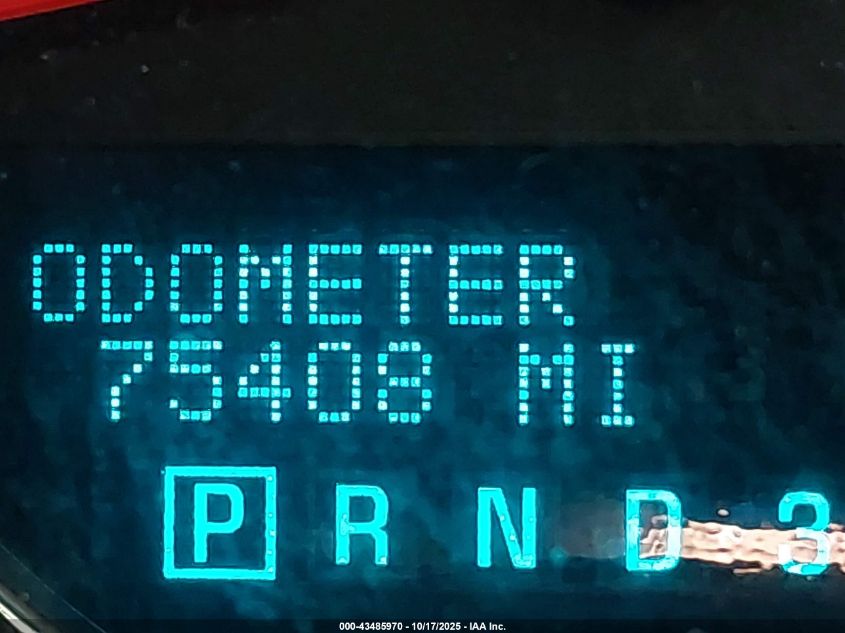 ODOMETER
75408 MI
P R N D 3
000-43485970 - 10/17/2025 - IAA Inc.